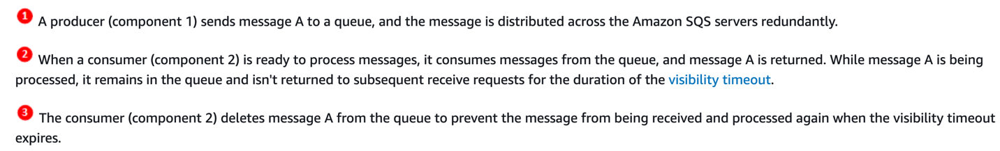 1 A producer (component 1) sends message A to a queue, and the message is distributed across the Amazon SQS servers redundantly.
2 When a consumer (component 2) is ready to process messages, it consumes messages from the queue, and message A is returned. While message A is being
processed, it remains in the queue and isn't returned to subsequent receive requests for the duration of the visibility timeout.
3 The consumer (component 2) deletes message A from the queue to prevent the message from being received and processed again when the visibility timeout
expires.